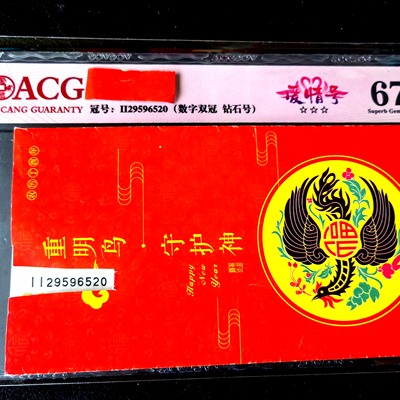 ACG
CANG GUARANTY
冠号：II29596520（数字双冠 钻石号）
爱情号
☆☆☆
67
Superb Gem
重明鸟·守护神
Happy
New
Year
福
II29596520